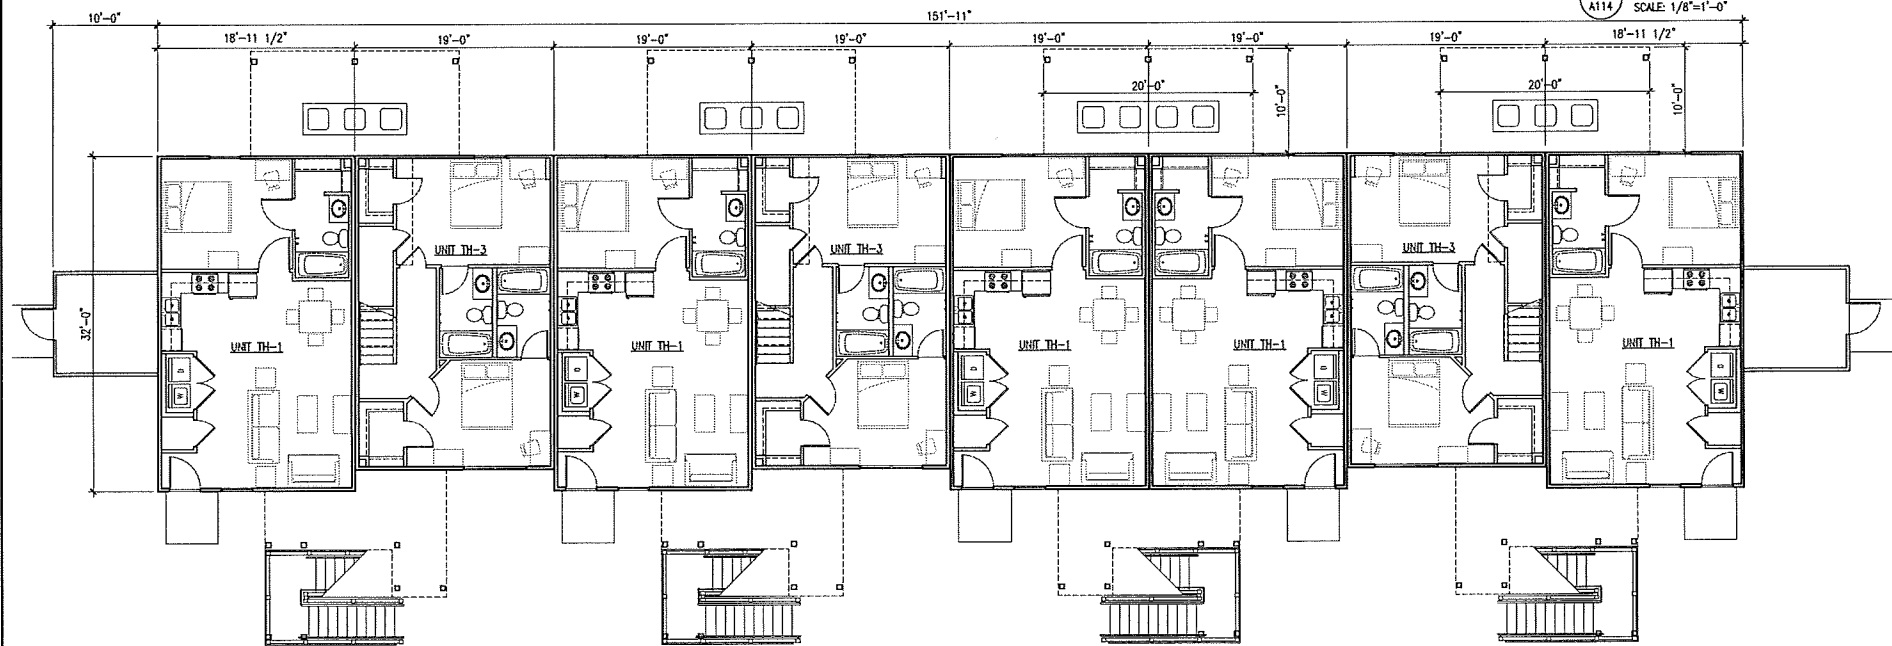 A114 SCALE: 1/8"=1'-0"
10'-0" 151'-11"
18'-11 1/2" 19'-0" 19'-0" 19'-0" 19'-0" 19'-0" 19'-0" 18'-11 1/2"
20'-0" 10'-0" 20'-0" 10'-0"
UNIT TH-3 UNIT TH-3 UNIT TH-3
32'-0"
UNIT TH-1 UNIT TH-1 UNIT TH-1 UNIT TH-1 UNIT TH-1
D D D D D
W W W W W